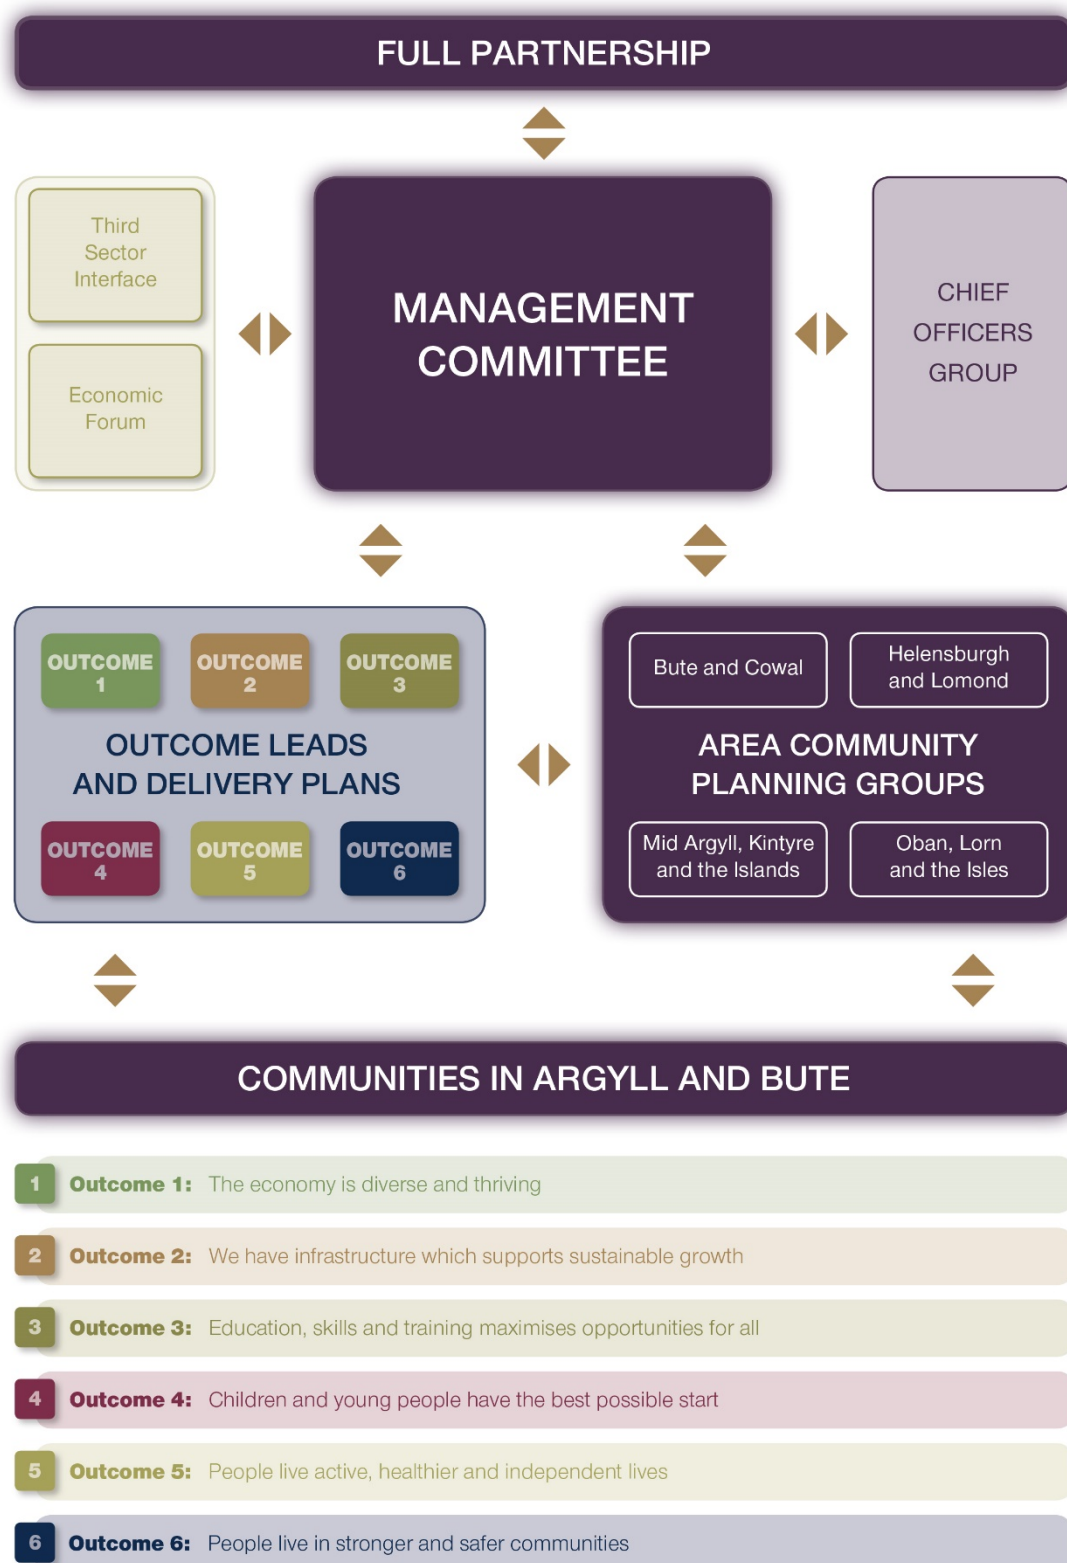 FULL PARTNERSHIP
Third
Sector
Interface
Economic
Forum
MANAGEMENT
COMMITTEE
CHIEF
OFFICERS
GROUP
OUTCOME
1
OUTCOME
2
OUTCOME
3
OUTCOME LEADS
AND DELIVERY PLANS
OUTCOME
4
OUTCOME
5
OUTCOME
6
Bute and Cowal
Helensburgh
and Lomond
AREA COMMUNITY
PLANNING GROUPS
Mid Argyll, Kintyre
and the Islands
Oban, Lorn
and the Isles
COMMUNITIES IN ARGYLL AND BUTE
1 Outcome 1: The economy is diverse and thriving
2 Outcome 2: We have infrastructure which supports sustainable growth
3 Outcome 3: Education, skills and training maximises opportunities for all
4 Outcome 4: Children and young people have the best possible start
5 Outcome 5: People live active, healthier and independent lives
6 Outcome 6: People live in stronger and safer communities